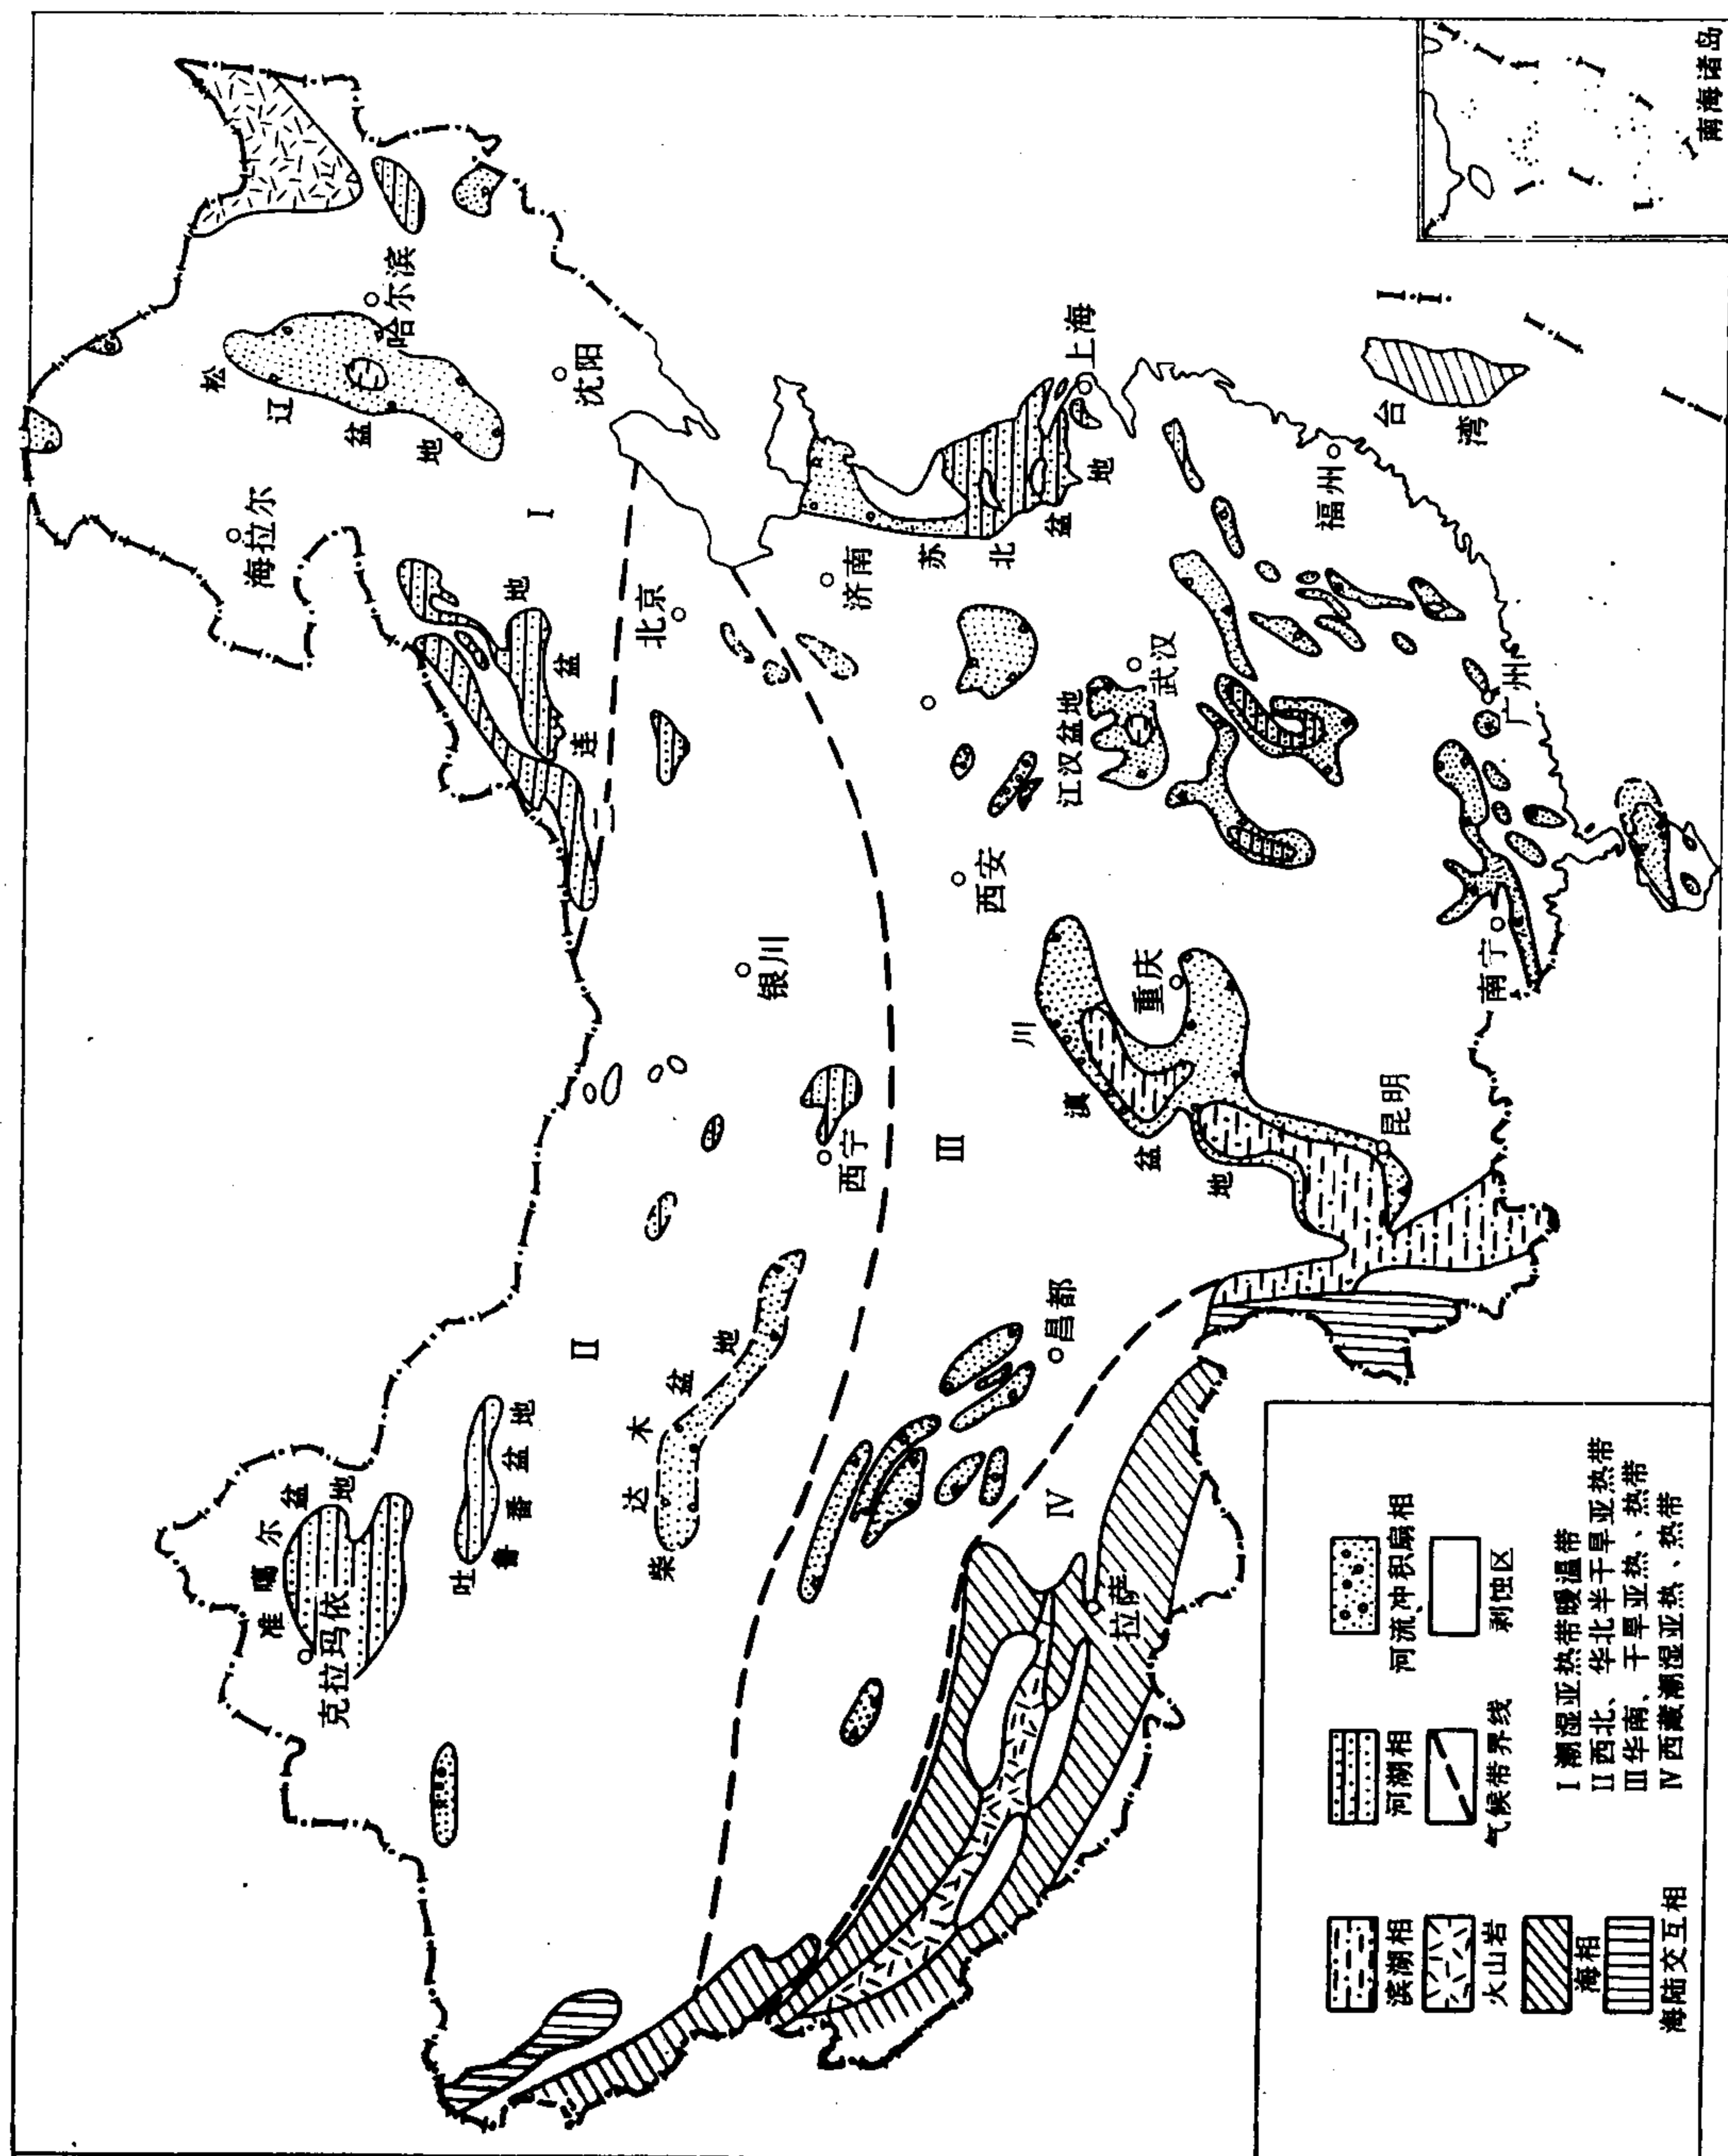 海拉尔
哈尔滨
松辽盆地
沈阳
I
二连盆地
北京
准噶尔盆地
克拉玛依
吐鲁番盆地
II
柴达木盆地
银川
西宁
济南
苏北盆地
上海
III
西安
江汉盆地
武汉
川滇盆地
重庆
昌都
IV
拉萨
昆明
南宁
广州
福州
台湾
南海诸岛
滨湖相
河湖相
河流冲积扇相
火山岩
气候带界线
剥蚀区
海相
海陆交互相
I 潮湿亚热带暖温带
II 西北、华北半干旱亚热带
III 华南、干旱亚热、热带
IV 西藏潮湿亚热、热带